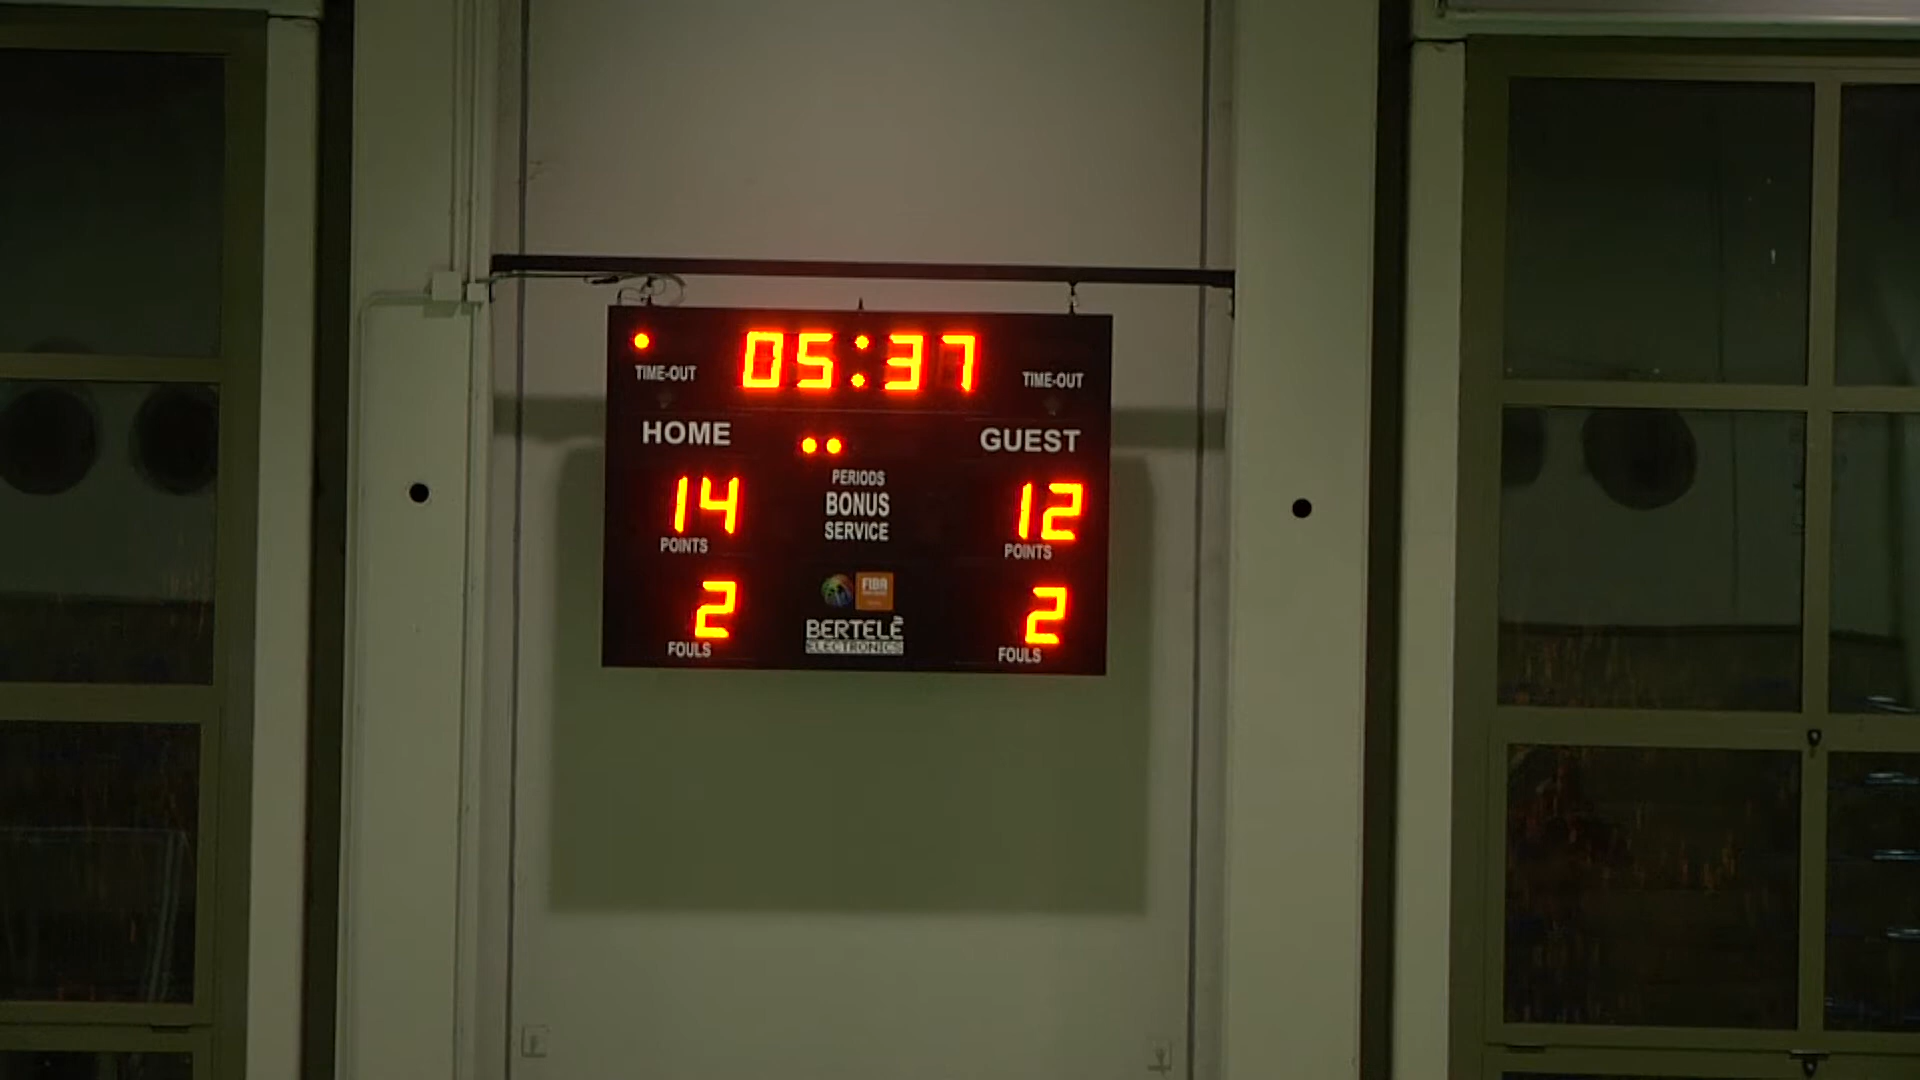 05:37
TIME-OUT TIME-OUT
HOME GUEST
PERIODS
14 BONUS 12
SERVICE
POINTS POINTS
FIBA
2 2
BERTELÈ
ELECTRONICS
FOULS FOULS